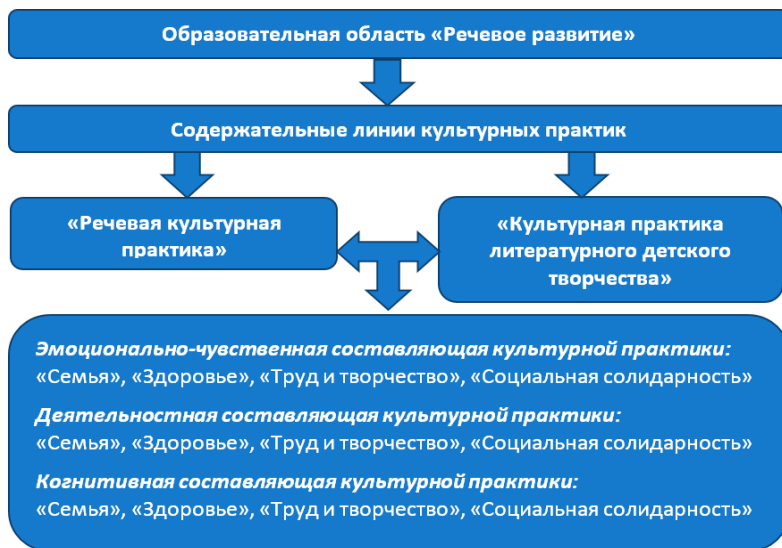 Образовательная область «Речевое развитие»
Содержательные линии культурных практик
«Речевая культурная
практика»
«Культурная практика
литературного детского
творчества»
Эмоционально-чувственная составляющая культурной практики:
«Семья», «Здоровье», «Труд и творчество», «Социальная солидарность»
Деятельностная составляющая культурной практики:
«Семья», «Здоровье», «Труд и творчество», «Социальная солидарность»
Когнитивная составляющая культурной практики:
«Семья», «Здоровье», «Труд и творчество», «Социальная солидарность»